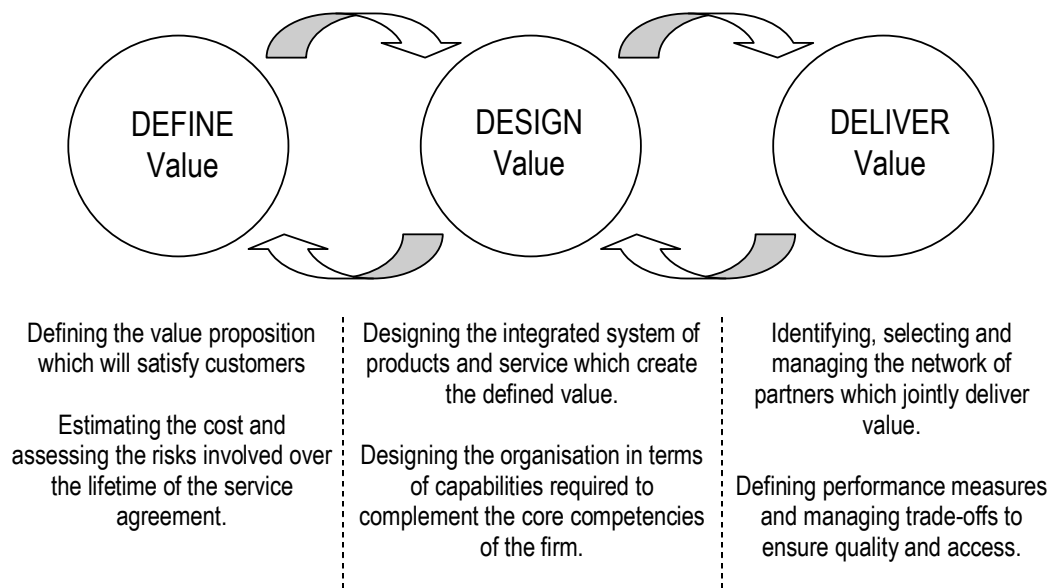 DEFINE
Value
DESIGN
Value
DELIVER
Value
Defining the value proposition
which will satisfy customers
Estimating the cost and
assessing the risks involved over
the lifetime of the service
agreement.
Designing the integrated system of
products and service which create
the defined value.
Designing the organisation in terms
of capabilities required to
complement the core competencies
of the firm.
Identifying, selecting and
managing the network of
partners which jointly deliver
value.
Defining performance measures
and managing trade-offs to
ensure quality and access.